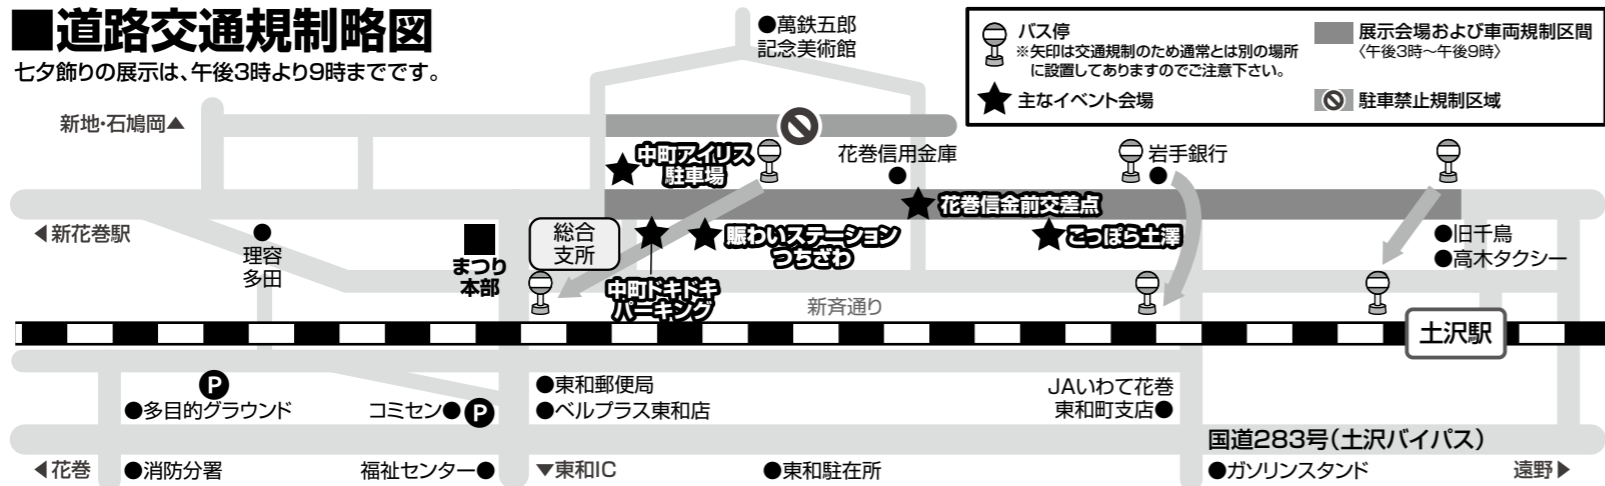 ■道路交通規制略図
七夕飾りの展示は、午後3時より9時までです。
●萬鉄五郎
記念美術館
バス停
※矢印は交通規制のため通常とは別の場所
に設置してありますのでご注意下さい。
★主なイベント会場
展示会場および車両規制区間
〈午後3時〜午後9時〉
駐車禁止規制区域
新地・石鳩岡▲
★中町アイリス
駐車場
花巻信用金庫
●
岩手銀行
●
★花巻信金前交差点
◀新花巻駅
●
理容
多田
■
まつり
本部
総合
支所
★
★賑わいステーション
つちざわ
★こっぽら土澤
●旧千鳥
●高木タクシー
中町ドキドキ
パーキング
新斉通り
土沢駅
P
●多目的グラウンド
コミセン●P
●東和郵便局
●ベルプラス東和店
JAいわて花巻
東和町支店●
国道283号(土沢バイパス)
◀花巻
●消防分署
福祉センター●
▼東和IC
●東和駐在所
●ガソリンスタンド
遠野▶